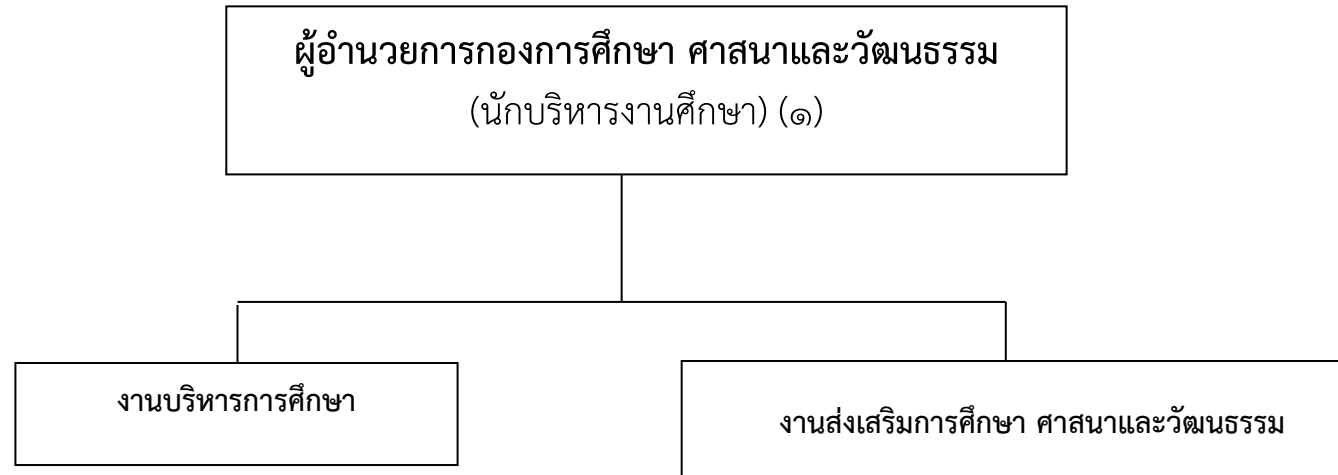 ผู้อำนวยการกองการศึกษา ศาสนาและวัฒนธรรม
(นักบริหารงานศึกษา) (๑)
งานบริหารการศึกษา
งานส่งเสริมการศึกษา ศาสนาและวัฒนธรรม